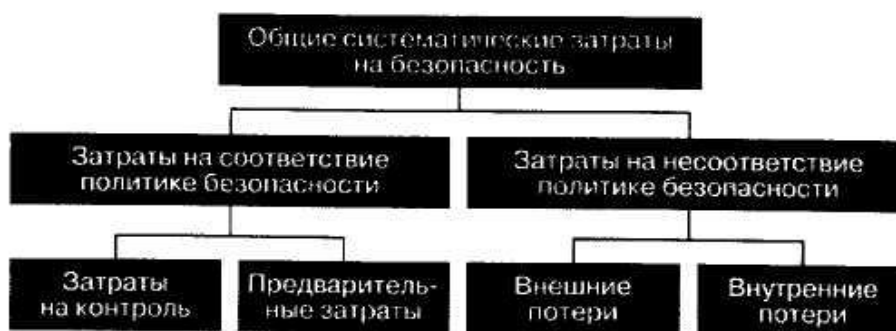 Общие систематические затраты
на безопасность
Затраты на соответствие
политике безопасности
Затраты на несоответствие
политике безопасности
Затраты
на контроль
Предваритель-
ные затраты
Внешние
потери
Внутренние
потери